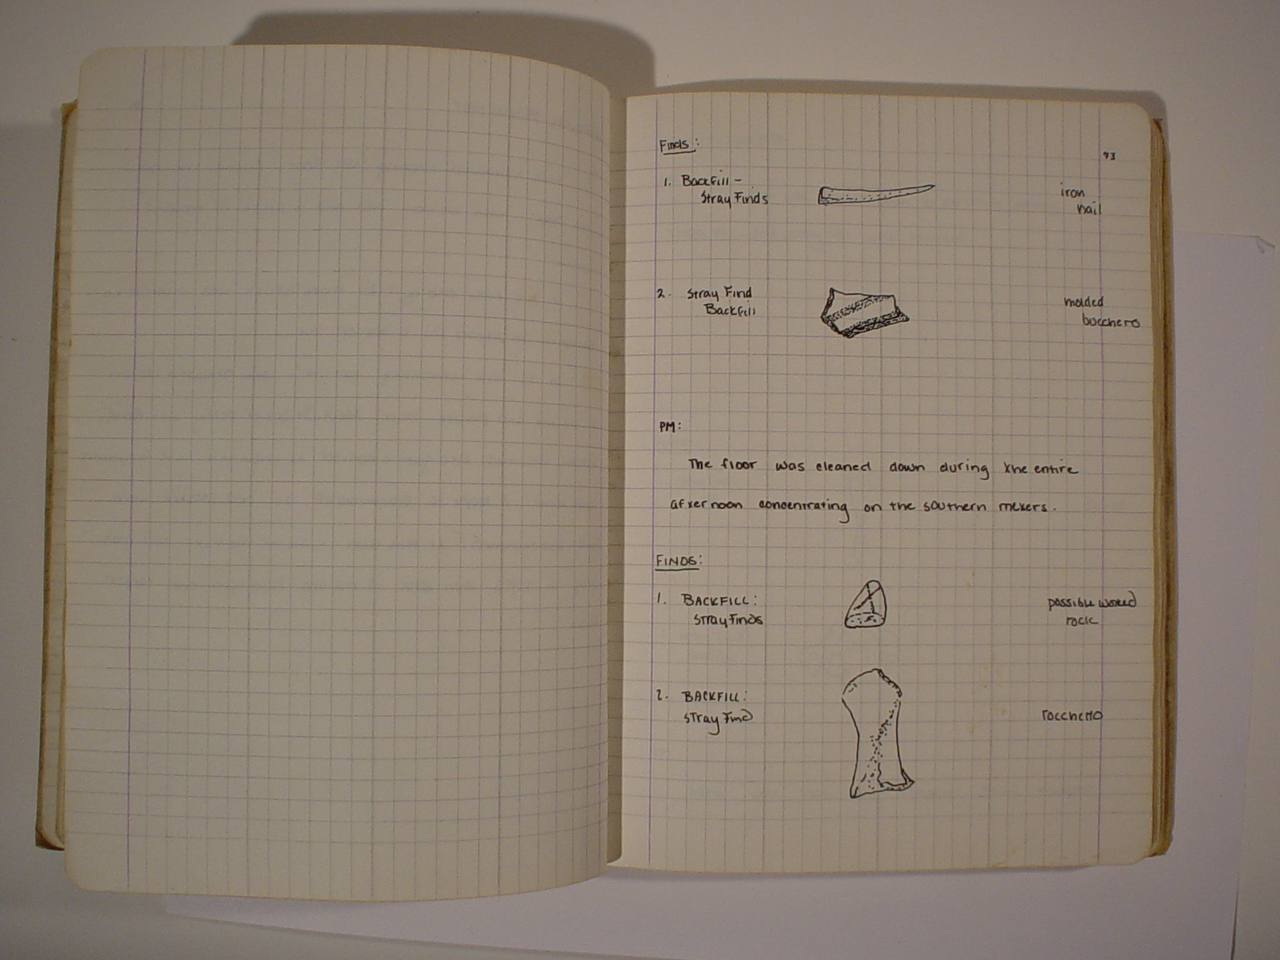 Finds:
73
1. Backfill - iron
Stray Finds nail
2. Stray Find molded
Backfill bucchero
PM:
The floor was cleaned down during the entire
afternoon concentrating on the southern meters.
FINDS:
1. BACKFILL: possible worked
Stray Finds rock
2. BACKFILL:
Stray Find rocchetto